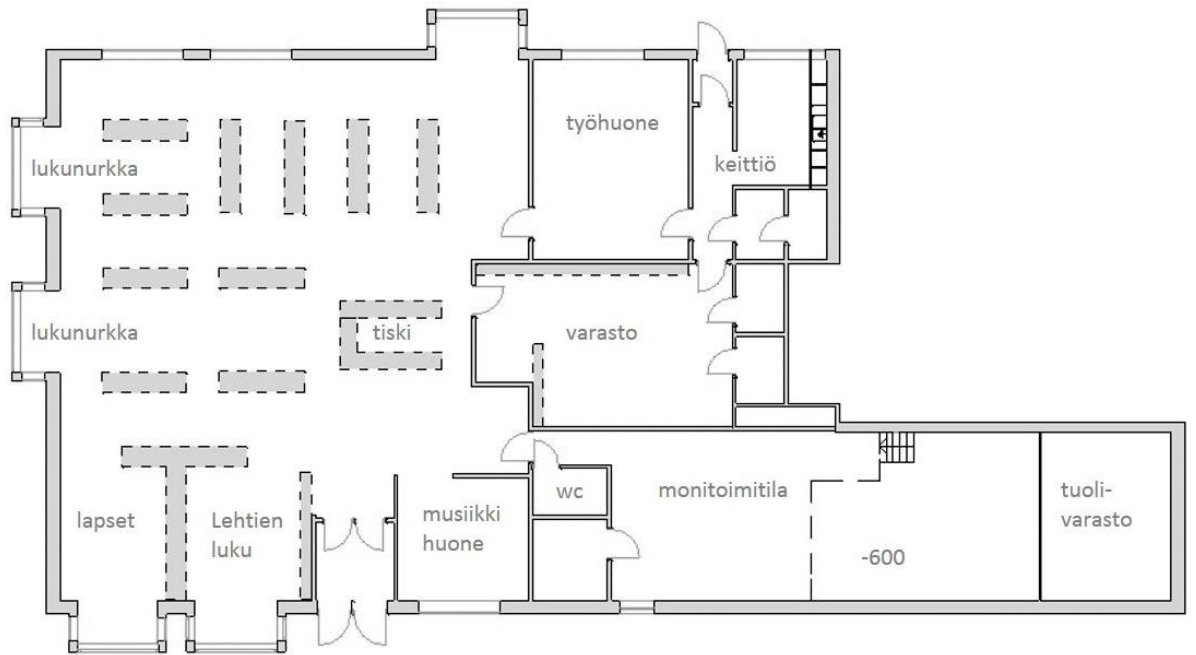 työhuone
keittiö
lukunurkka
lukunurkka
tiski
varasto
lapset
Lehtien
luku
musiikki
huone
wc
monitoimitila
-600
tuoli-
varasto